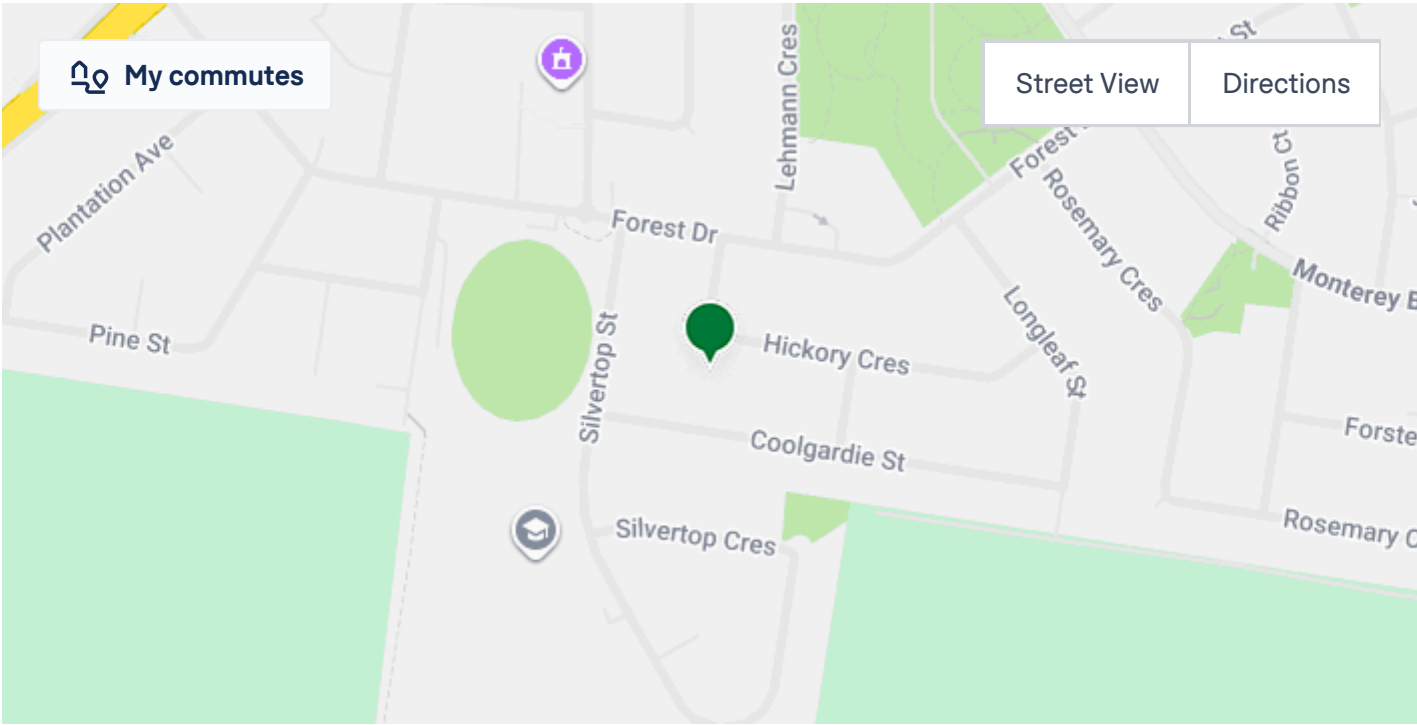 My commutes
Street View
Directions
St
Lehmann Cres
Plantation Ave
Forest
Rosemary Cres
Ribbon Ct
Forest Dr
Monterey
Longleaf St
Pine St
Silvertop St
Hickory Cres
Coolgardie St
Silvertop Cres
Rosemary